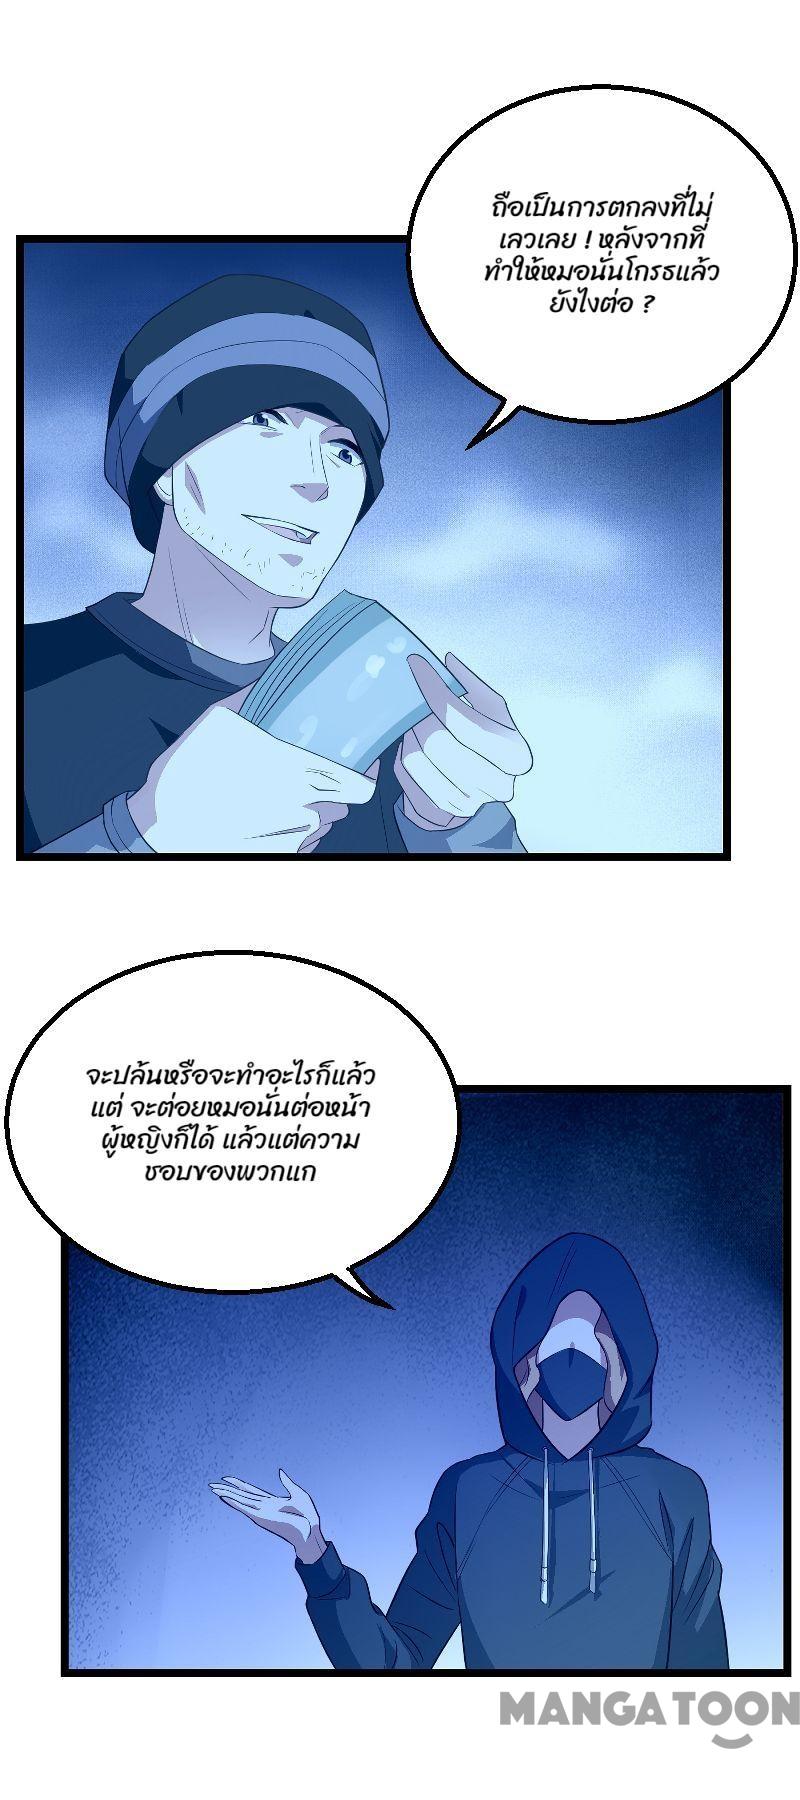 ถือเป็นการตกลงที่ไม่
เลวเลย ! หลังจากที่
ทำให้หมอนั่นโกรธแล้ว
ยังไงต่อ ?
จะปล้นหรือจะทำอะไรก็แล้ว
แต่ จะต่อยหมอนั่นต่อหน้า
ผู้หญิงก็ได้ แล้วแต่ความ
ชอบของพวกแก
MANGATOON